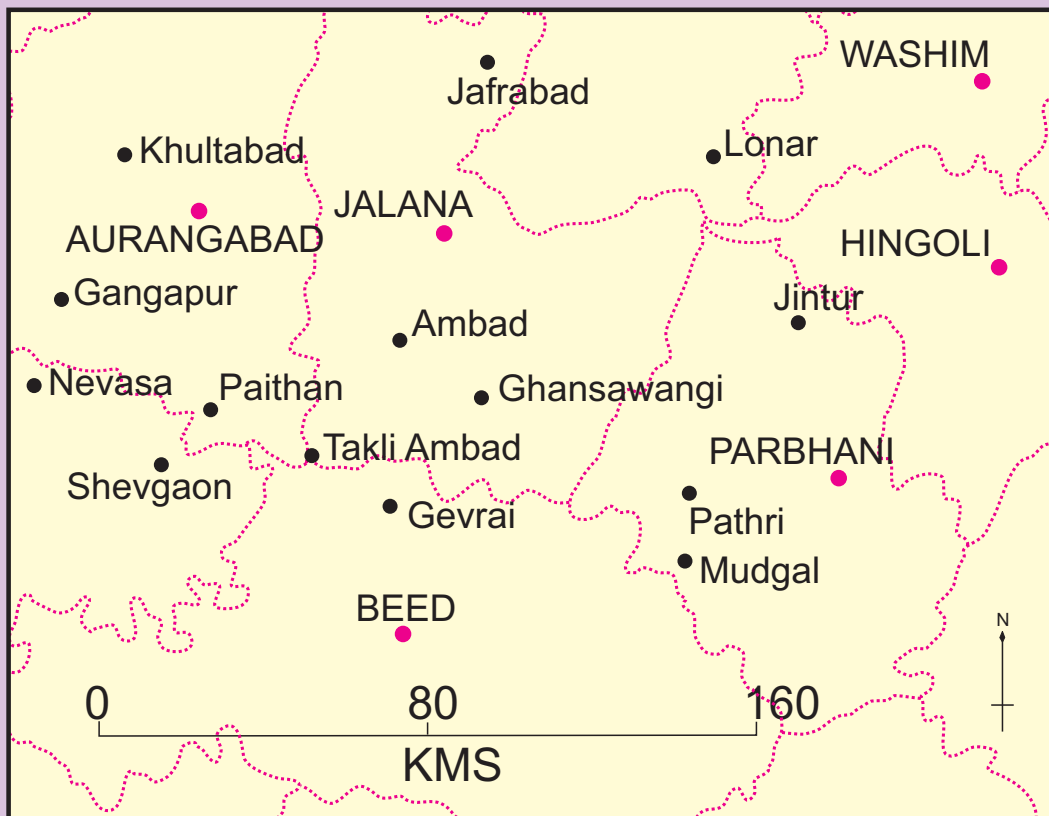 WASHIM
Jafrabad
Lonar
Khultabad
JALANA
AURANGABAD
HINGOLI
Gangapur
Jintur
Ambad
Nevasa
Paithan
Ghansawangi
Takli Ambad
PARBHANI
Shevgaon
Gevrai
Pathri
Mudgal
BEED
N
0 80 160
KMS